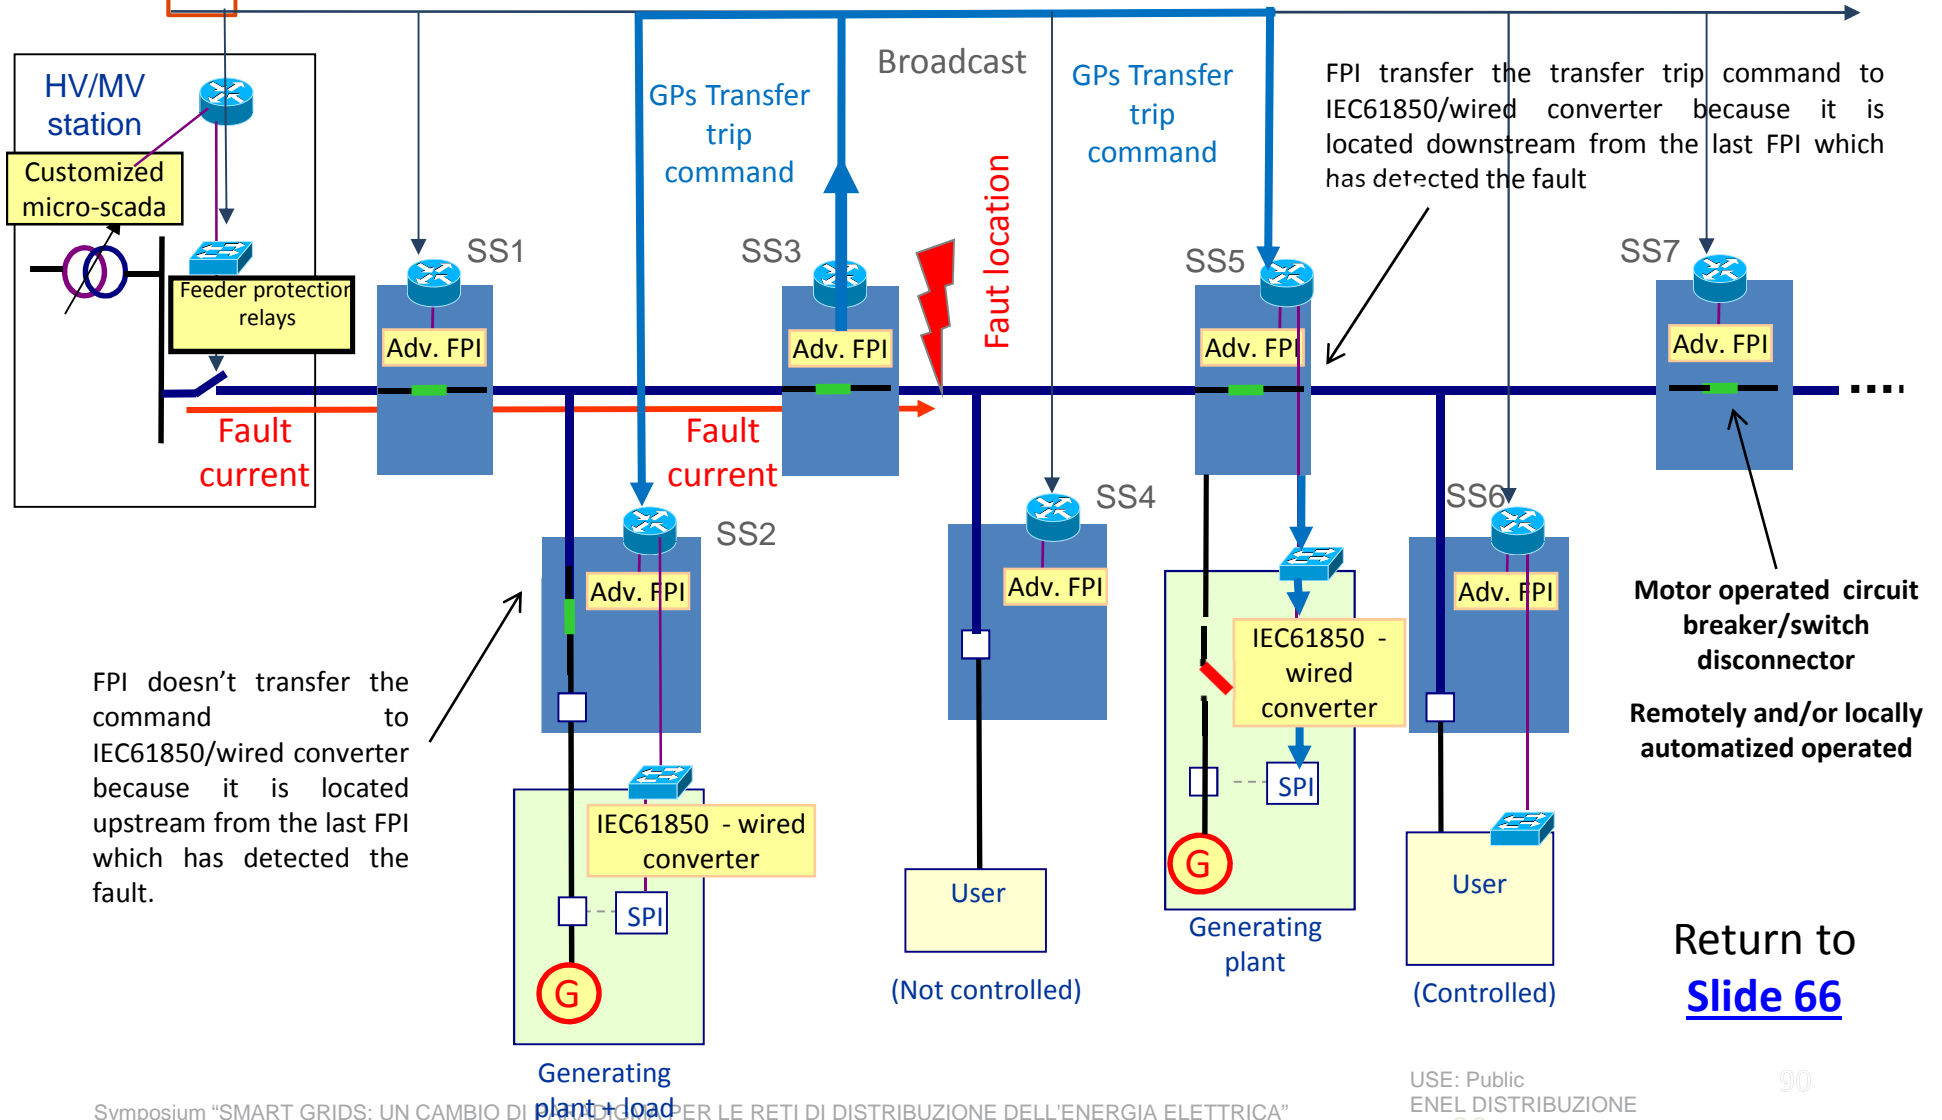 HV/MV
station
Customized
micro-scada
Feeder protection
relays
Fault
current
SS1
Adv. FPI
GPs Transfer
trip
command
SS3
Adv. FPI
Fault
current
Broadcast
Faut location
GPs Transfer
trip
command
FPI transfer the transfer trip command to
IEC61850/wired converter because it is
located downstream from the last FPI which
has detected the fault
SS5
Adv. FPI
SS7
Adv. FPI
SS2
Adv. FPI
SS4
Adv. FPI
SS6
Adv. FPI
Motor operated circuit
breaker/switch
disconnector
Remotely and/or locally
automatized operated
FPI doesn't transfer the
command to
IEC61850/wired converter
because it is located
upstream from the last FPI
which has detected the
fault.
IEC61850 - wired
converter
SPI
G
Generating
plant + load
User
(Not controlled)
IEC61850 -
wired
converter
SPI
G
Generating
plant
User
(Controlled)
Return to
Slide 66
Symposium “SMART GRIDS: UN CAMBIO DI PARADIGMA PER LE RETI DI DISTRIBUZIONE DELL'ENERGIA ELETTRICA”
USE: Public
ENEL DISTRIBUZIONE
90